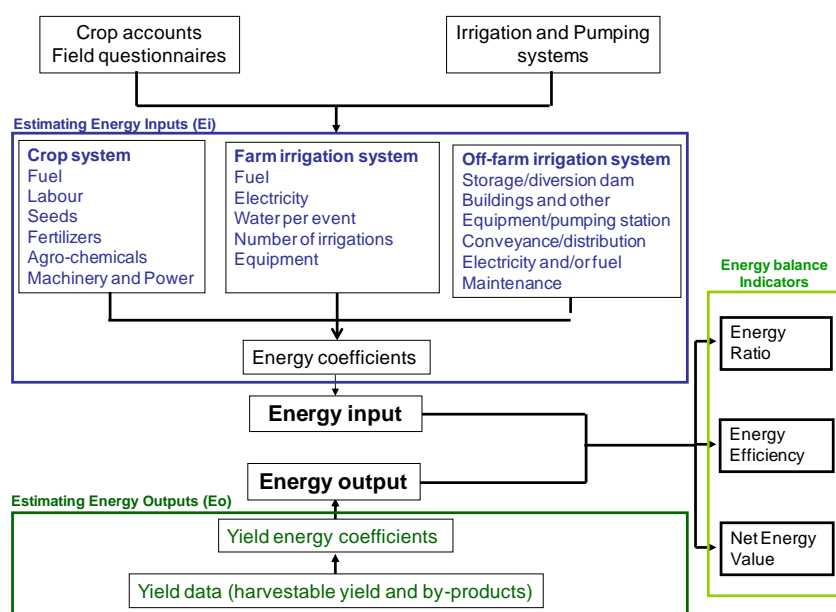 Crop accounts
Field questionnaires
Irrigation and Pumping
systems
Estimating Energy Inputs (Ei)
Crop system
Fuel
Labour
Seeds
Fertilizers
Agro-chemicals
Machinery and Power
Farm irrigation system
Fuel
Electricity
Water per event
Number of irrigations
Equipment
Off-farm irrigation system
Storage/diversion dam
Buildings and other
Equipment/pumping station
Conveyance/distribution
Electricity and/or fuel
Maintenance
Energy coefficients
Energy input
Energy output
Estimating Energy Outputs (Eo)
Yield energy coefficients
Yield data (harvestable yield and by-products)
Energy balance
Indicators
Energy
Ratio
Energy
Efficiency
Net Energy
Value